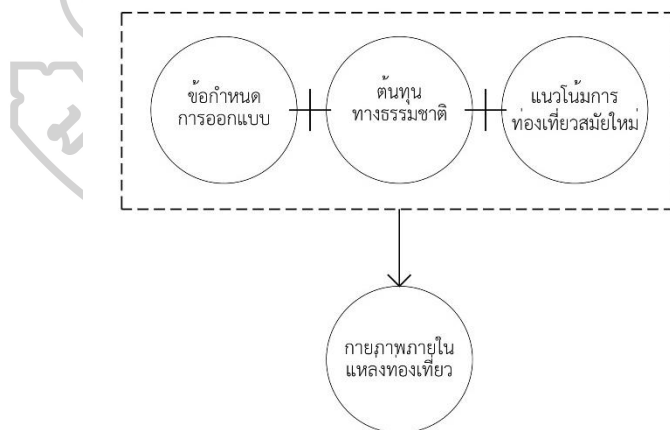 ข้อกำหนด
การออกแบบ
ต้นทุน
ทางธรรมชาติ
แนวโน้มการ
ท่องเที่ยวสมัยใหม่
กายภาพภายใน
แหล่งท่องเที่ยว